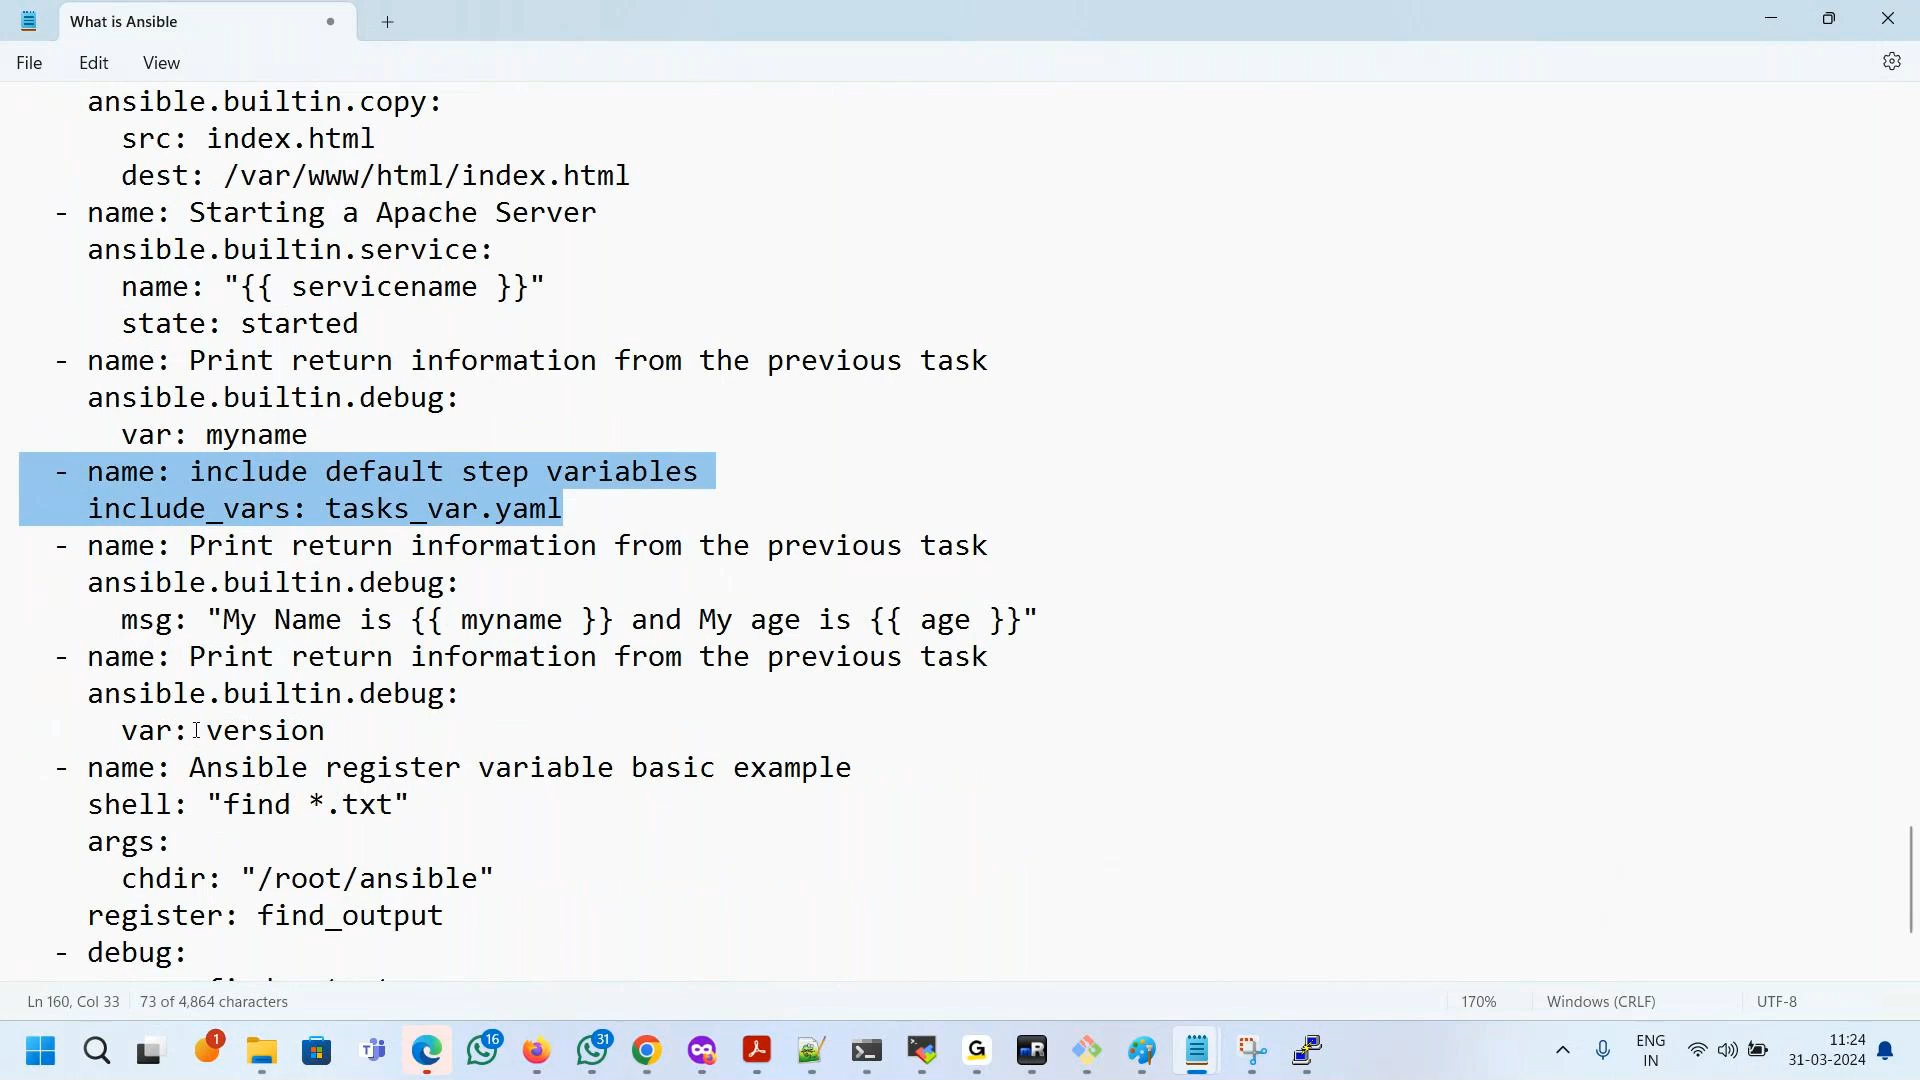 What is Ansible
File Edit View
ansible.builtin.copy:
src: index.html
dest: /var/www/html/index.html
- name: Starting a Apache Server
ansible.builtin.service:
name: "{{ servicename }}"
state: started
- name: Print return information from the previous task
ansible.builtin.debug:
var: myname
- name: include default step variables
include_vars: tasks_var.yaml
- name: Print return information from the previous task
ansible.builtin.debug:
msg: "My Name is {{ myname }} and My age is {{ age }}"
- name: Print return information from the previous task
ansible.builtin.debug:
var: version
- name: Ansible register variable basic example
shell: "find *.txt"
args:
chdir: "/root/ansible"
register: find_output
- debug:
Ln 160, Col 33 73 of 4,864 characters 170% Windows (CRLF) UTF-8
1 16 31 G R ENG 11:24
IN 31-03-2024